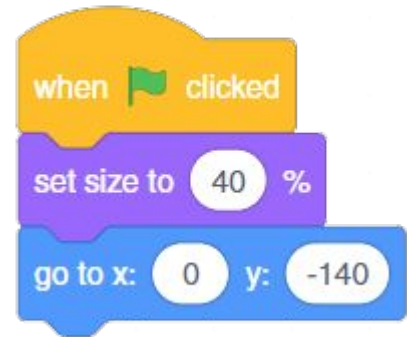 when clicked
set size to 40 %
go to x: 0 y: -140